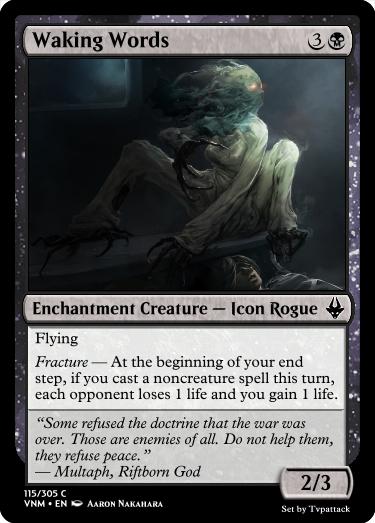 Waking Words 3
Enchantment Creature — Icon Rogue
Flying
Fracture — At the beginning of your end
step, if you cast a noncreature spell this turn,
each opponent loses 1 life and you gain 1 life.
“Some refused the doctrine that the war was
over. Those are enemies of all. Do not help them,
they refuse peace.”
— Multaph, Riftborn God
2/3
115/305 C
VNM • EN Aaron Nakahara
Set by Tvpattack